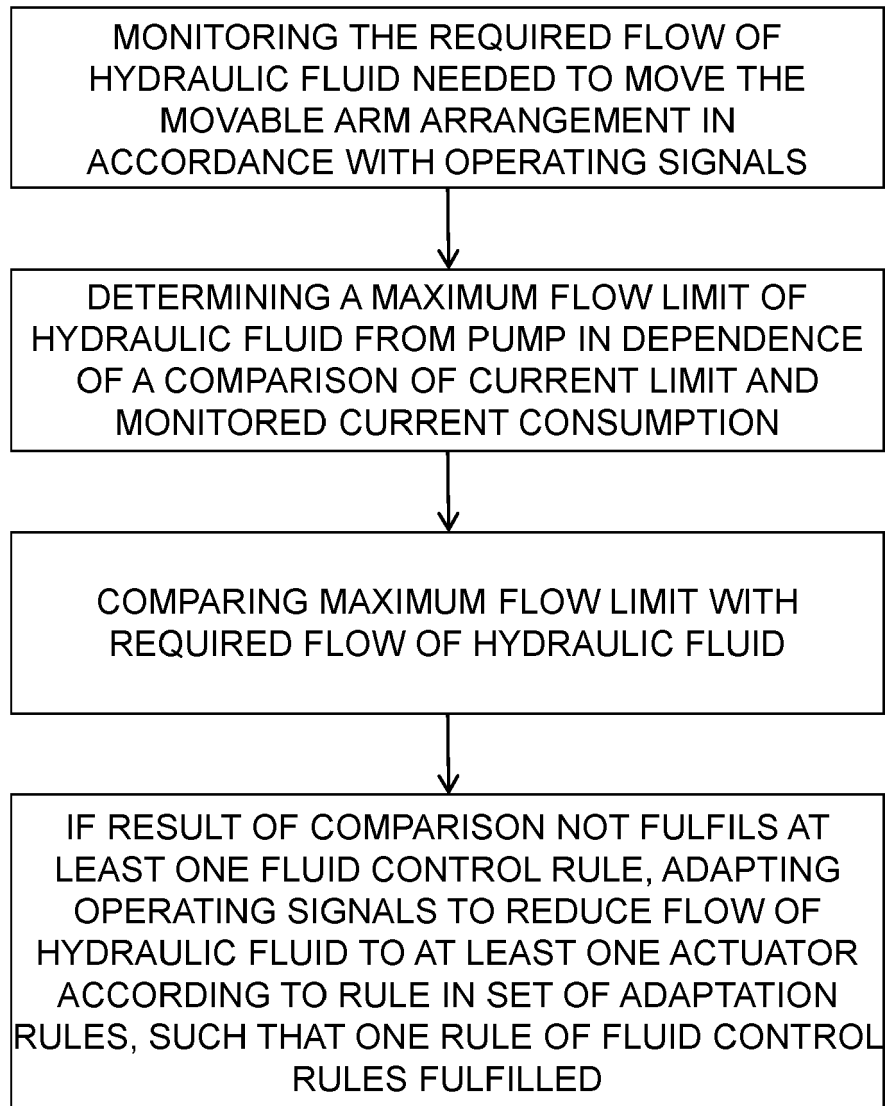 MONITORING THE REQUIRED FLOW OF
HYDRAULIC FLUID NEEDED TO MOVE THE
MOVABLE ARM ARRANGEMENT IN
ACCORDANCE WITH OPERATING SIGNALS
DETERMINING A MAXIMUM FLOW LIMIT OF
HYDRAULIC FLUID FROM PUMP IN DEPENDENCE
OF A COMPARISON OF CURRENT LIMIT AND
MONITORED CURRENT CONSUMPTION
COMPARING MAXIMUM FLOW LIMIT WITH
REQUIRED FLOW OF HYDRAULIC FLUID
IF RESULT OF COMPARISON NOT FULFILS AT
LEAST ONE FLUID CONTROL RULE, ADAPTING
OPERATING SIGNALS TO REDUCE FLOW OF
HYDRAULIC FLUID TO AT LEAST ONE ACTUATOR
ACCORDING TO RULE IN SET OF ADAPTATION
RULES, SUCH THAT ONE RULE OF FLUID CONTROL
RULES FULFILLED